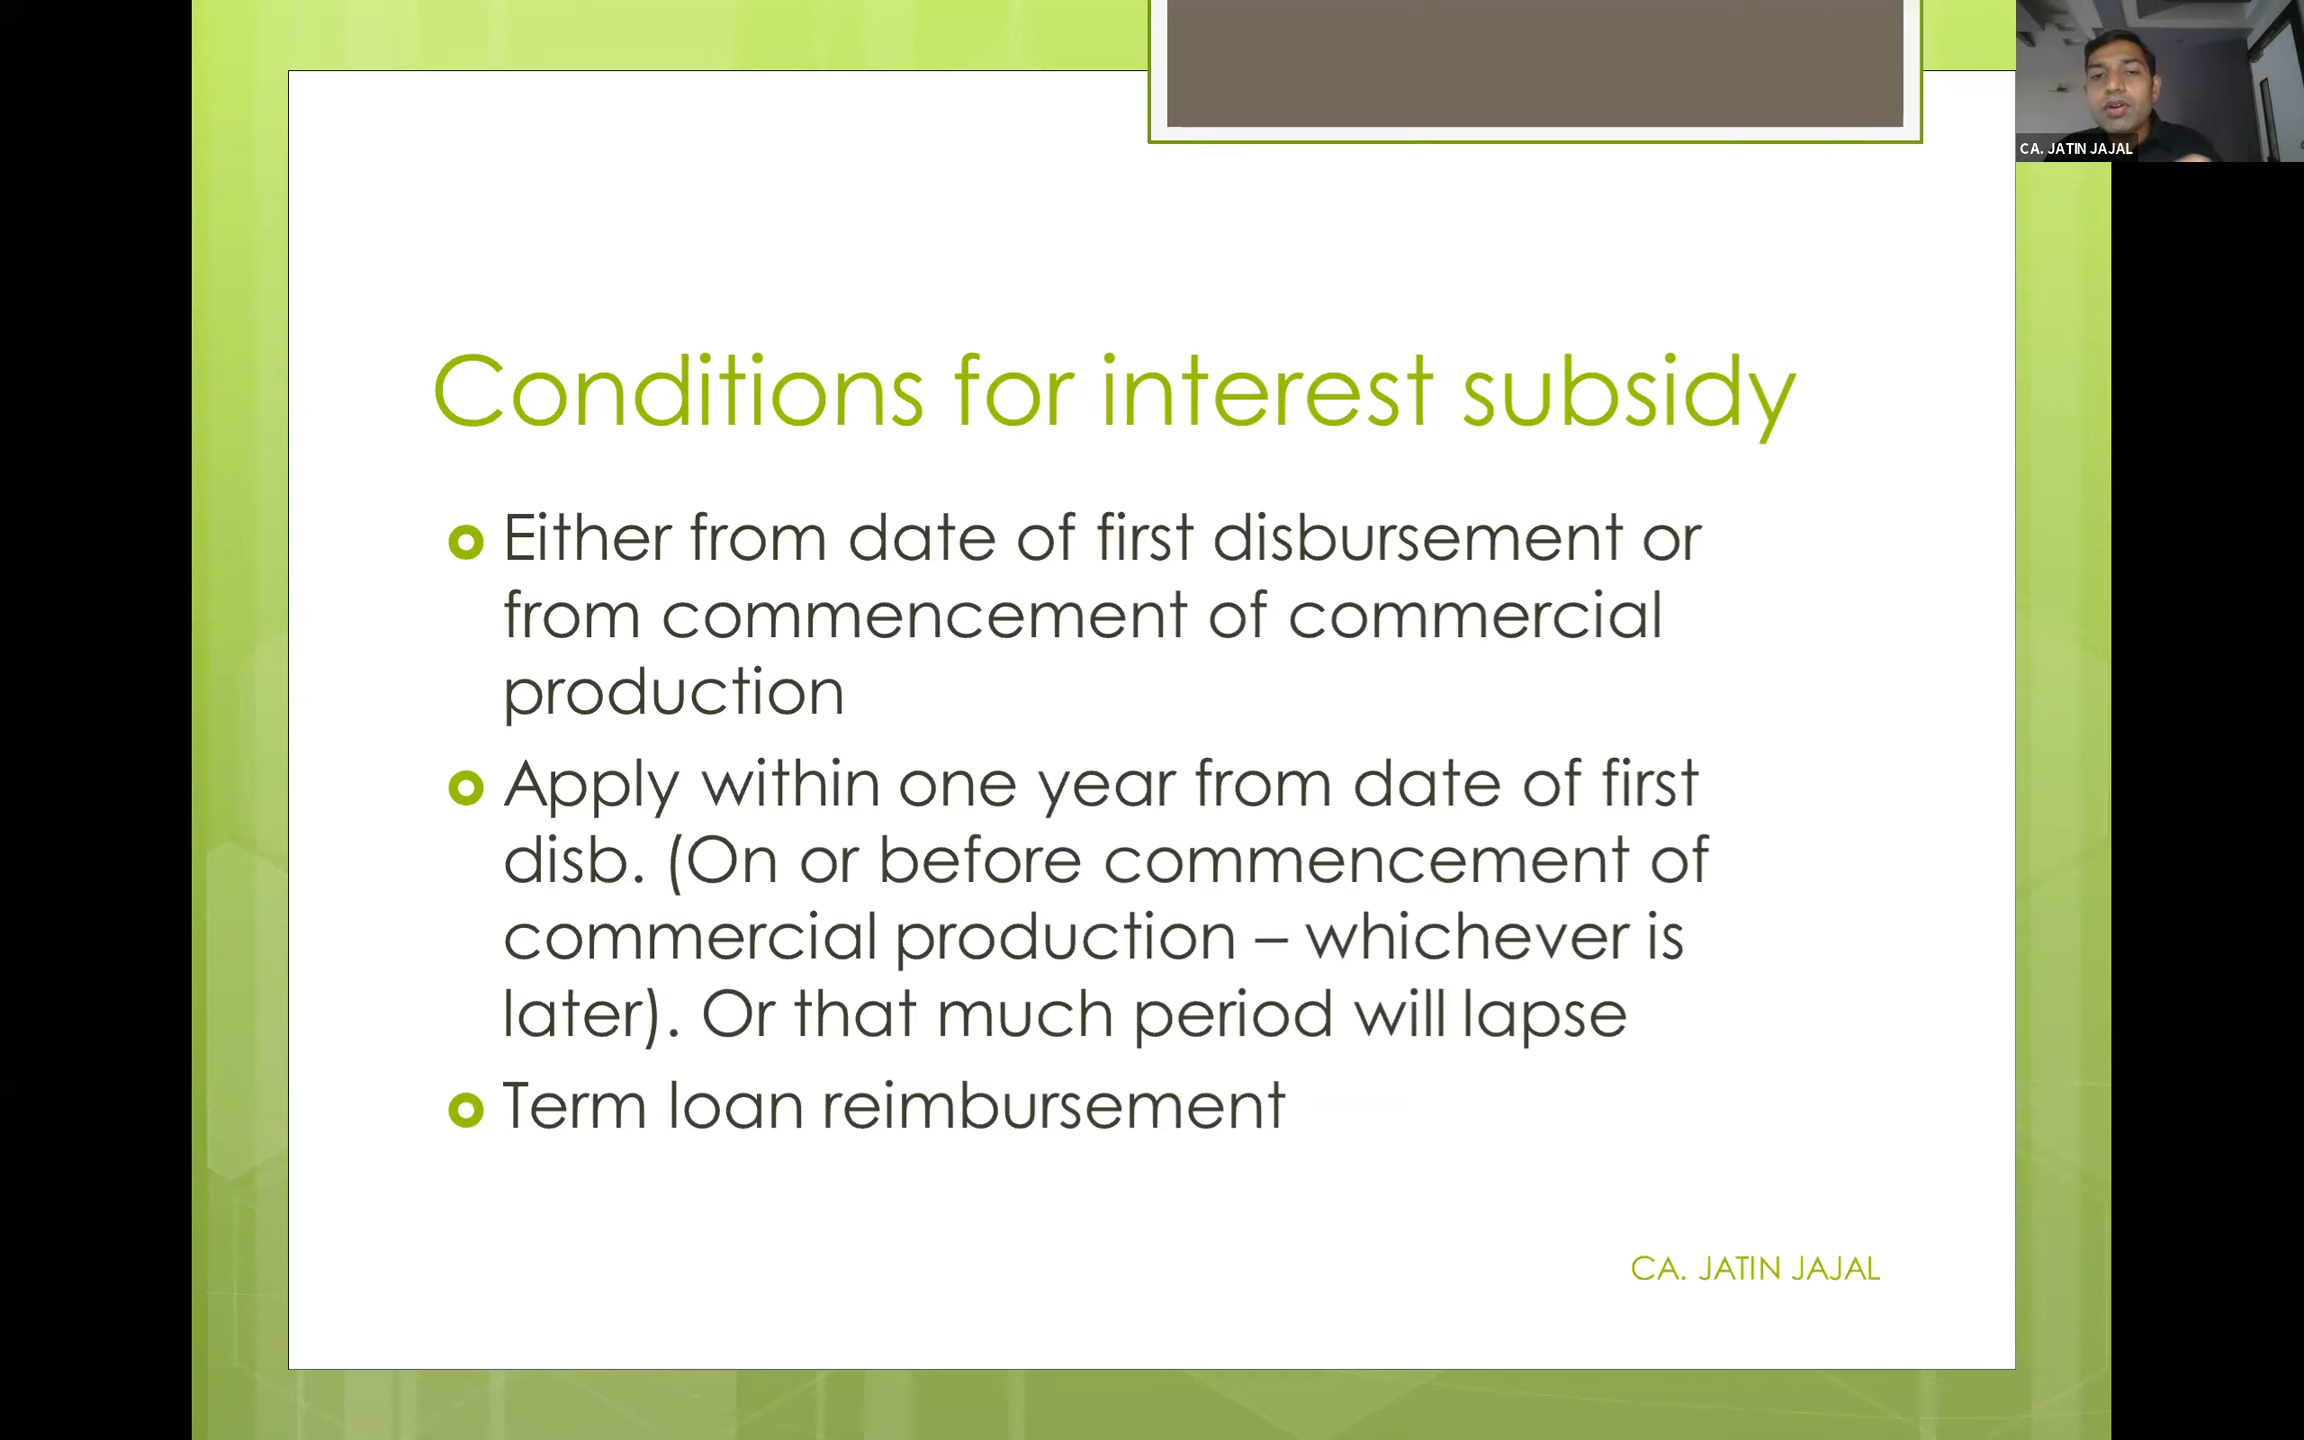 CA. JATIN JAJAL
Conditions for interest subsidy
Either from date of first disbursement or
from commencement of commercial
production
Apply within one year from date of first
disb. (On or before commencement of
commercial production – whichever is
later). Or that much period will lapse
Term loan reimbursement
CA. JATIN JAJAL